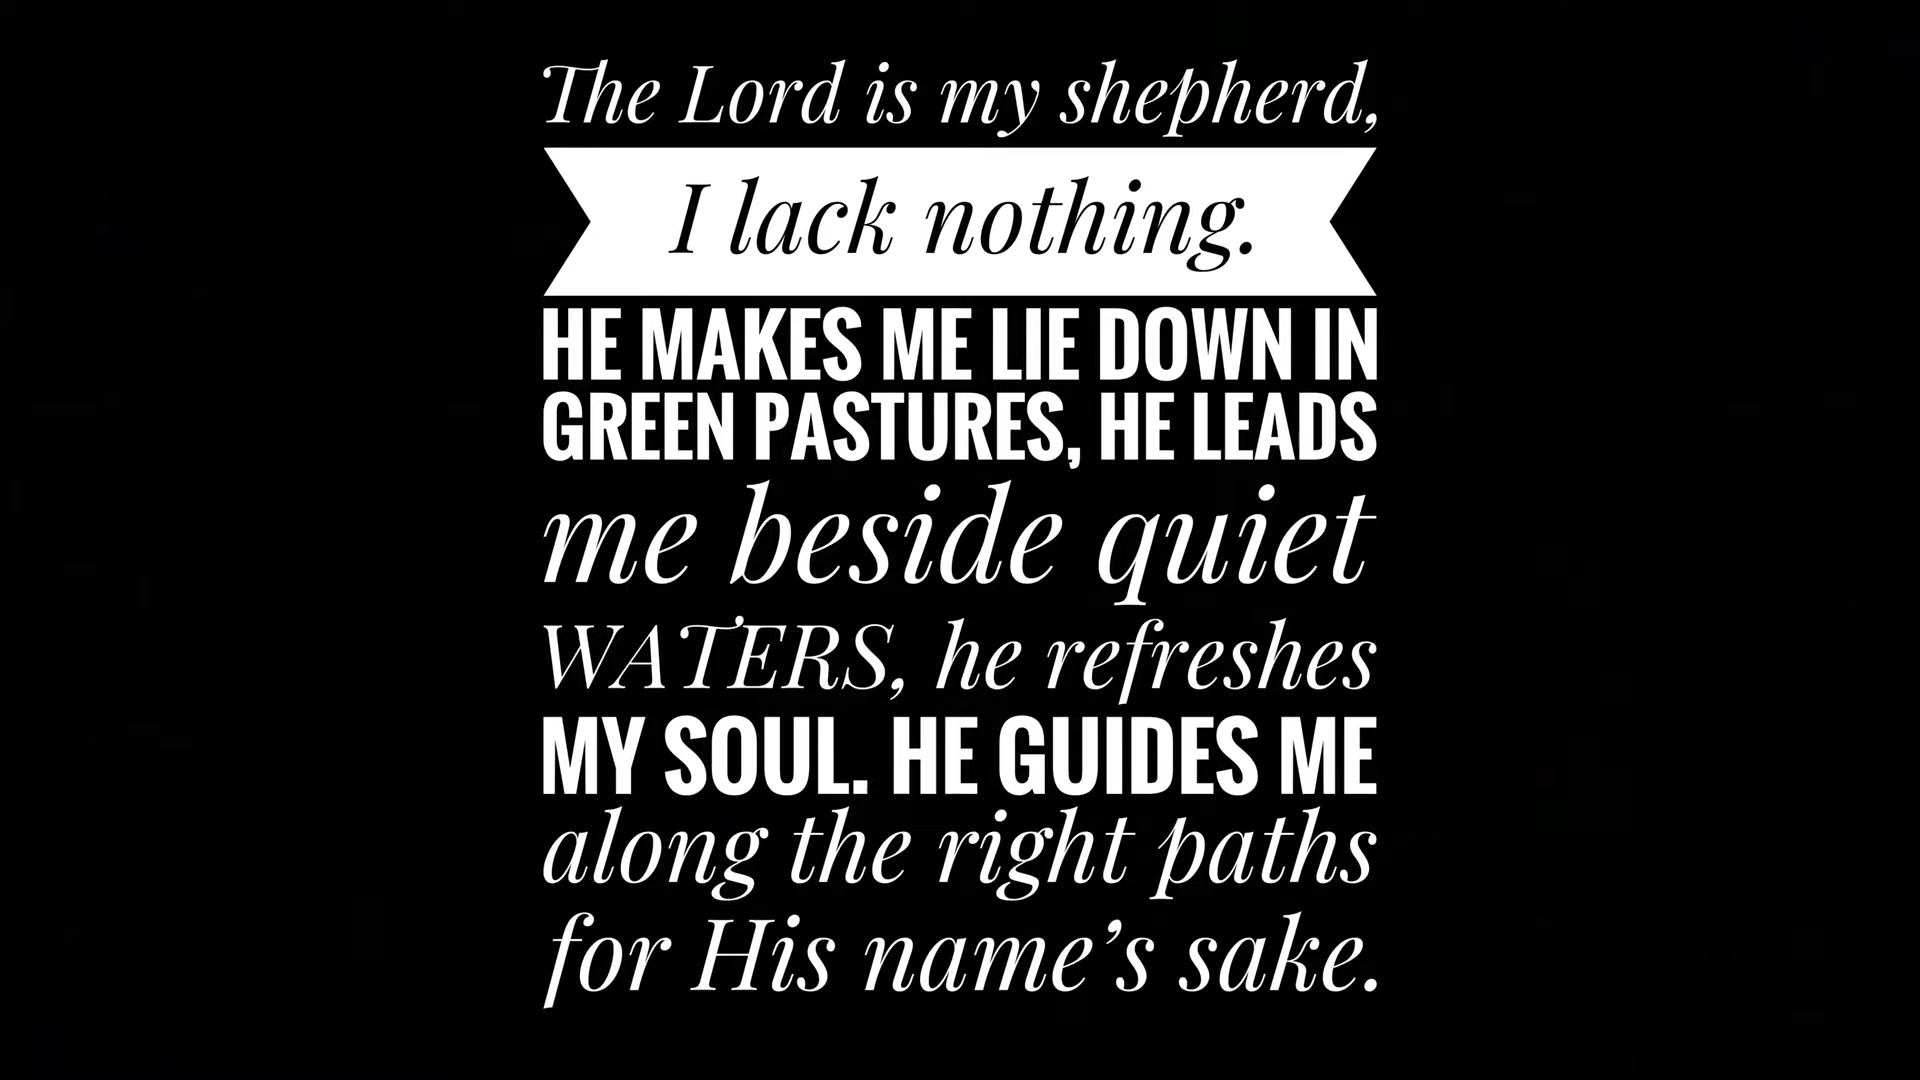 The Lord is my shepherd,
I lack nothing.
HE MAKES ME LIE DOWN IN
GREEN PASTURES, HE LEADS
me beside quiet
WATERS, he refreshes
MY SOUL. HE GUIDES ME
along the right paths
for His name’s sake.